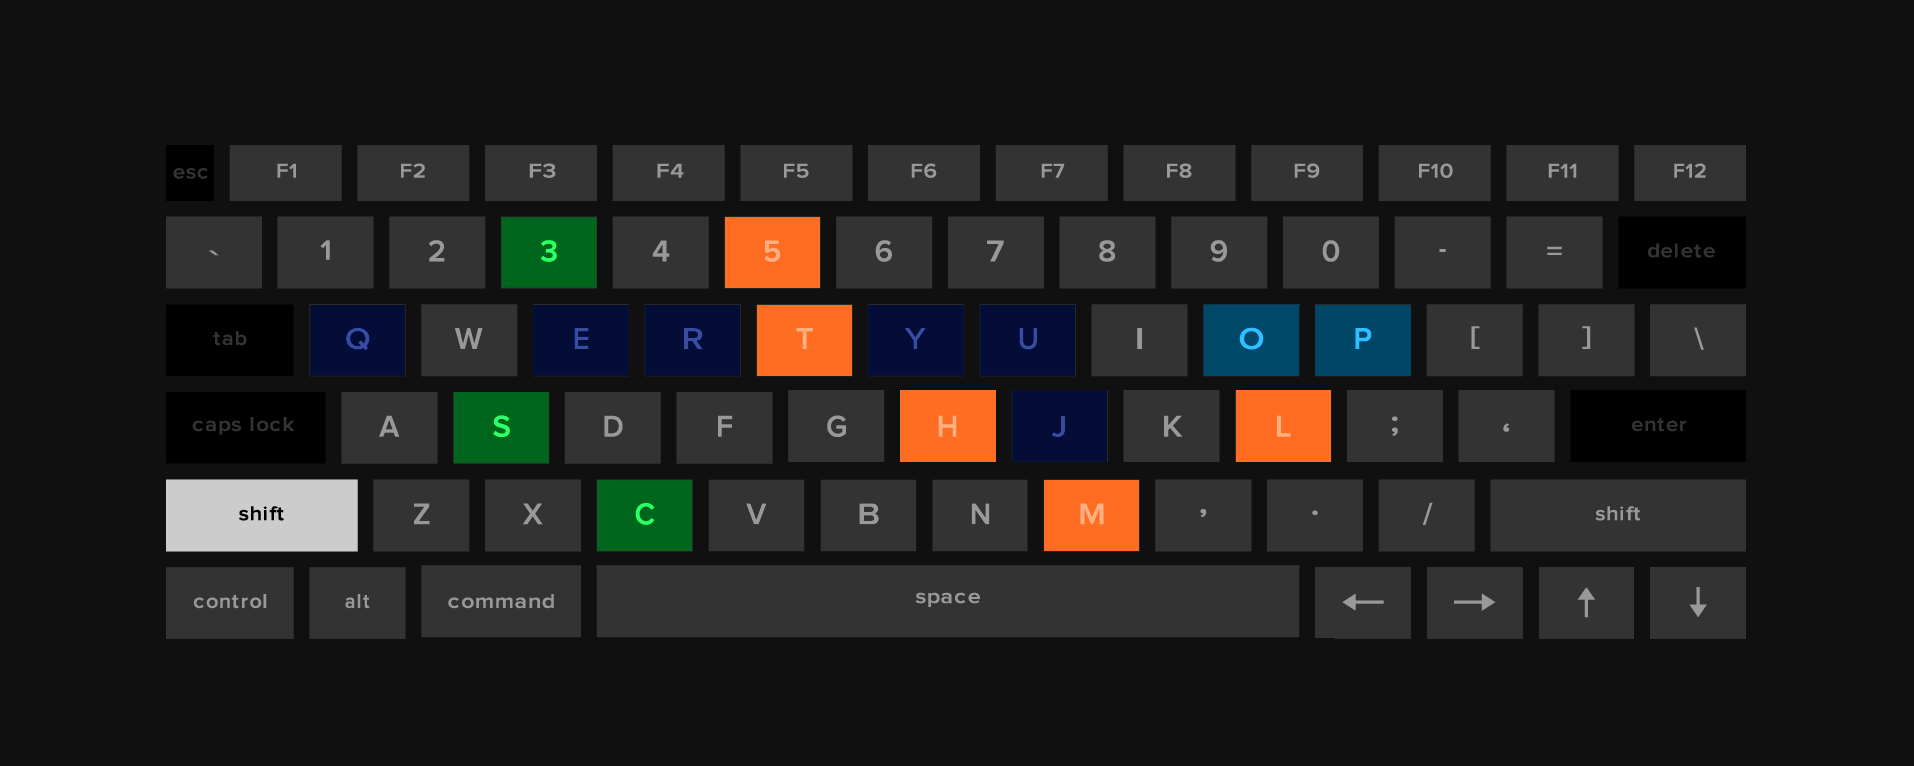 esc F1 F2 F3 F4 F5 F6 F7 F8 F9 F10 F11 F12
` 1 2 3 4 5 6 7 8 9 0 - = delete
tab Q W E R T Y U I O P [ ] \
caps lock A S D F G H J K L ; ‘ enter
shift Z X C V B N M , . / shift
control alt command space ← → ↑ ↓